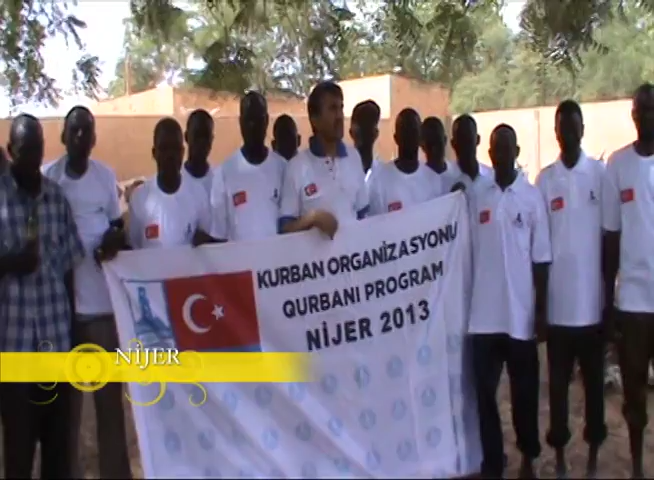 KURBAN ORGANİZASYONU
QURBANI PROGRAM
NİJER 2013
NİJER